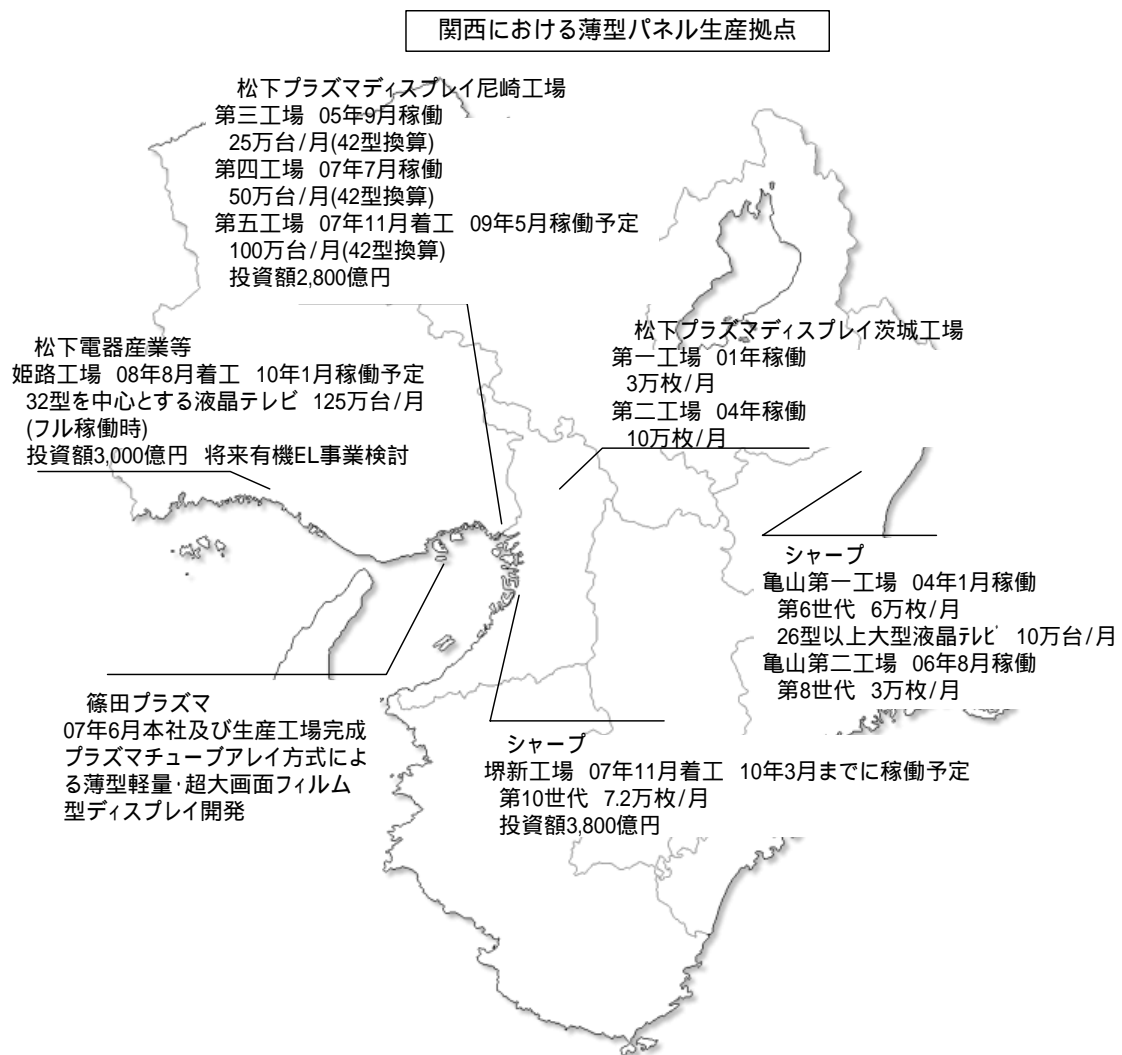 関西における薄型パネル生産拠点
松下プラズマディスプレイ尼崎工場
第三工場 05年9月稼働
25万台/月(42型換算)
第四工場 07年7月稼働
50万台/月(42型換算)
第五工場 07年11月着工 09年5月稼働予定
100万台/月(42型換算)
投資額2,800億円
松下プラズマディスプレイ茨城工場
第一工場 01年稼働
3万枚/月
第二工場 04年稼働
10万枚/月
松下電器産業等
姫路工場 08年8月着工 10年1月稼働予定
32型を中心とする液晶テレビ 125万台/月
(フル稼働時)
投資額3,000億円 将来有機EL事業検討
シャープ
亀山第一工場 04年1月稼働
第6世代 6万枚/月
26型以上大型液晶テレビ 10万台/月
亀山第二工場 06年8月稼働
第8世代 3万枚/月
篠田プラズマ
07年6月本社及び生産工場完成
プラズマチューブアレイ方式によ
る薄型軽量・超大画面フィルム
型ディスプレイ開発
シャープ
堺新工場 07年11月着工 10年3月までに稼働予定
第10世代 7.2万枚/月
投資額3,800億円